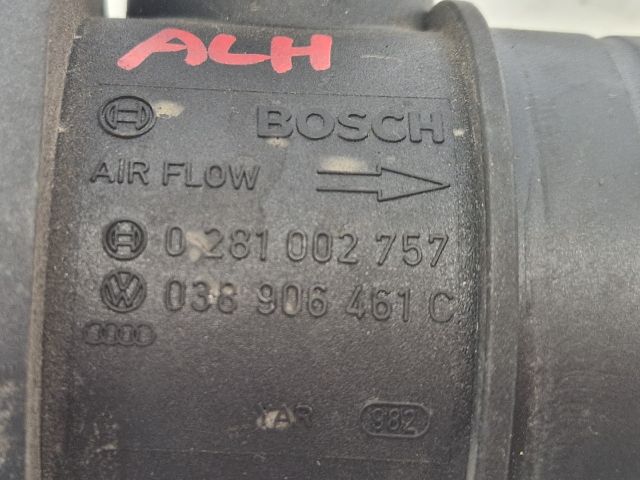 ALH
BOSCH
AIR FLOW
0 281 002 757
038 906 461 C
982